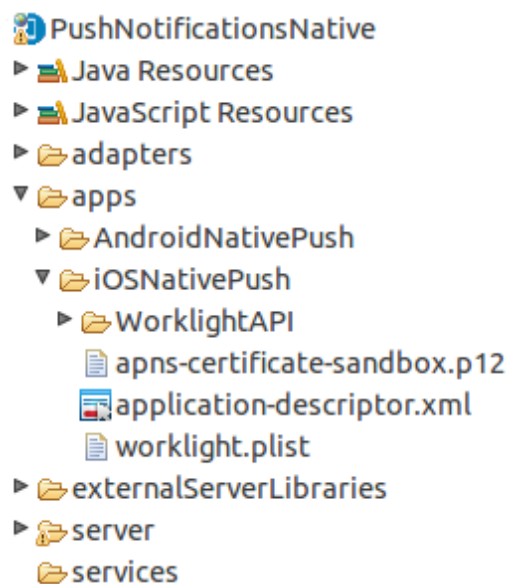 PushNotificationsNative
Java Resources
JavaScript Resources
adapters
apps
AndroidNativePush
iOSNativePush
WorklightAPI
apns-certificate-sandbox.p12
application-descriptor.xml
worklight.plist
externalServerLibraries
server
services